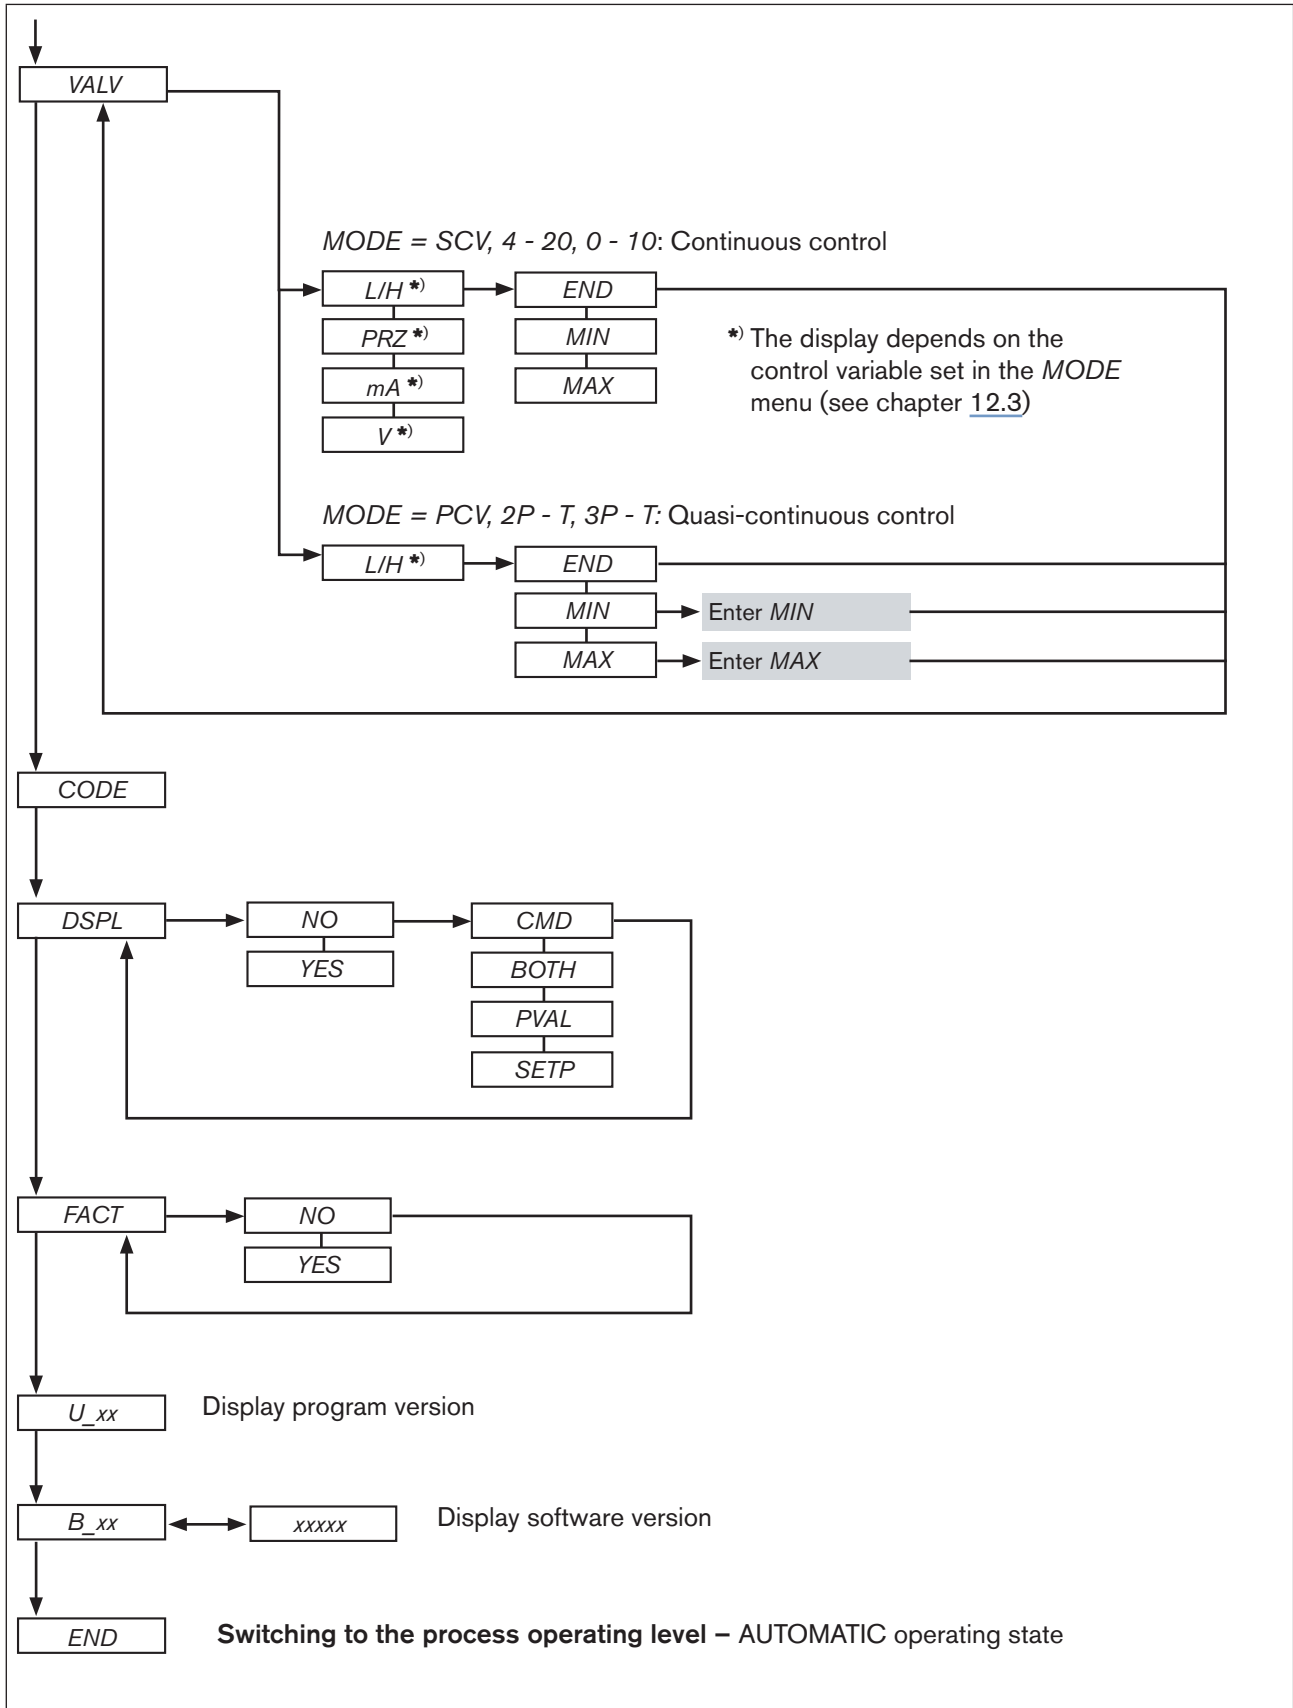 VALV
MODE = SCV, 4 - 20, 0 - 10: Continuous control
L/H *)
END
PRZ *)
MIN
mA *)
MAX
V *)
*) The display depends on the
control variable set in the MODE
menu (see chapter 12.3)
MODE = PCV, 2P - T, 3P - T: Quasi-continuous control
L/H *)
END
MIN
Enter MIN
MAX
Enter MAX
CODE
DSPL
NO
CMD
YES
BOTH
PVAL
SETP
FACT
NO
YES
U_xx
Display program version
B_xx
xxxxx
Display software version
END
Switching to the process operating level – AUTOMATIC operating state